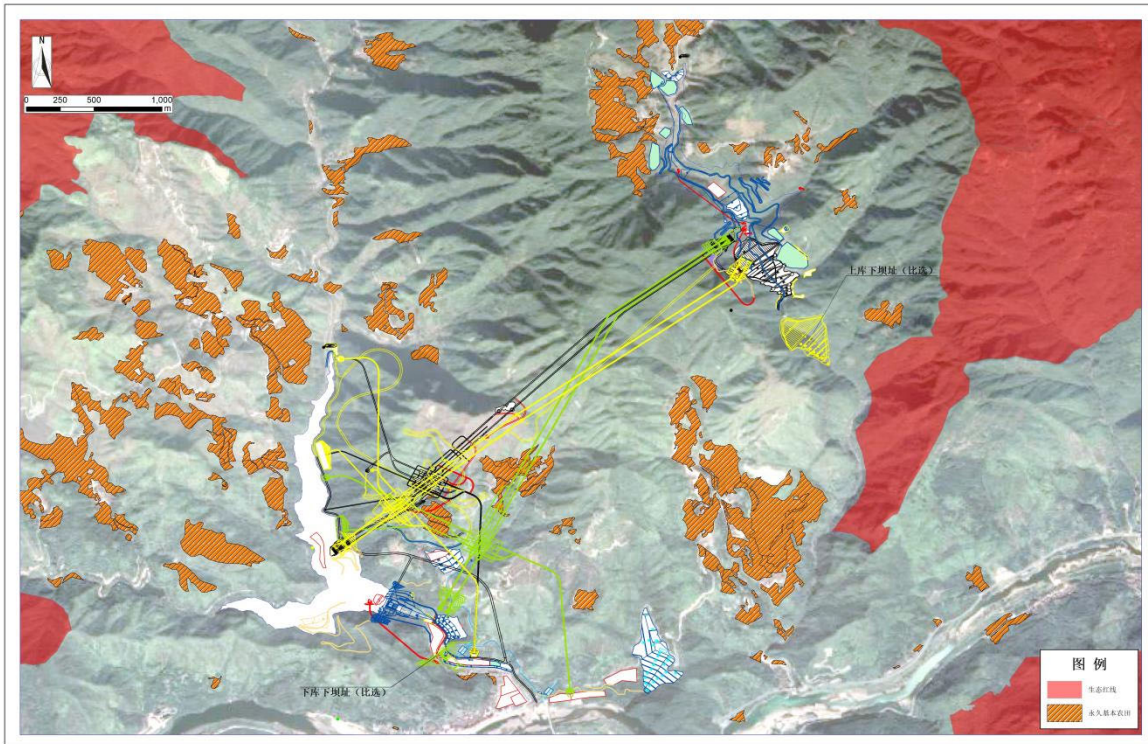 N
0 250 500 1,000
m
上库下坝址（比选）
下库下坝址（比选）
图 例
生态红线
永久基本农田